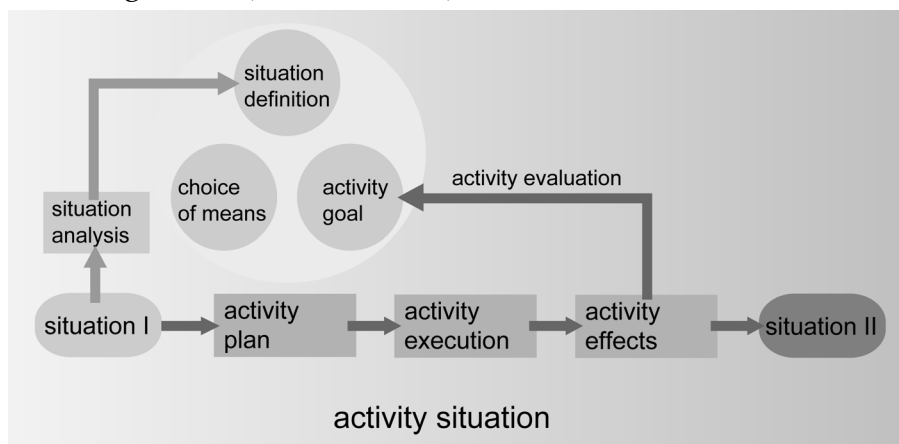 situation
definition
choice
of means
activity
goal
activity evaluation
situation
analysis
situation I
activity
plan
activity
execution
activity
effects
situation II
activity situation